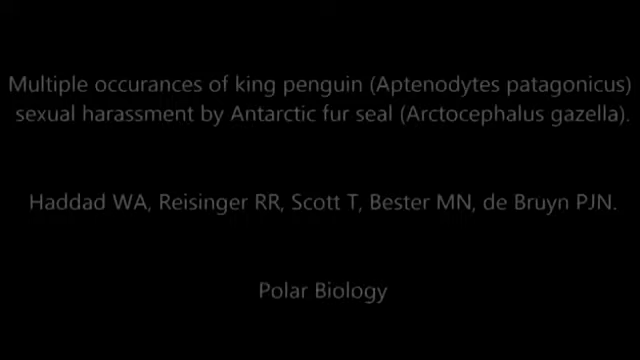 Multiple occurances of king penguin (Aptenodytes patagonicus)
sexual harassment by Antarctic fur seal (Arctocephalus gazella).
Haddad WA, Reisinger RR, Scott T, Bester MN, de Bruyn PJN.
Polar Biology